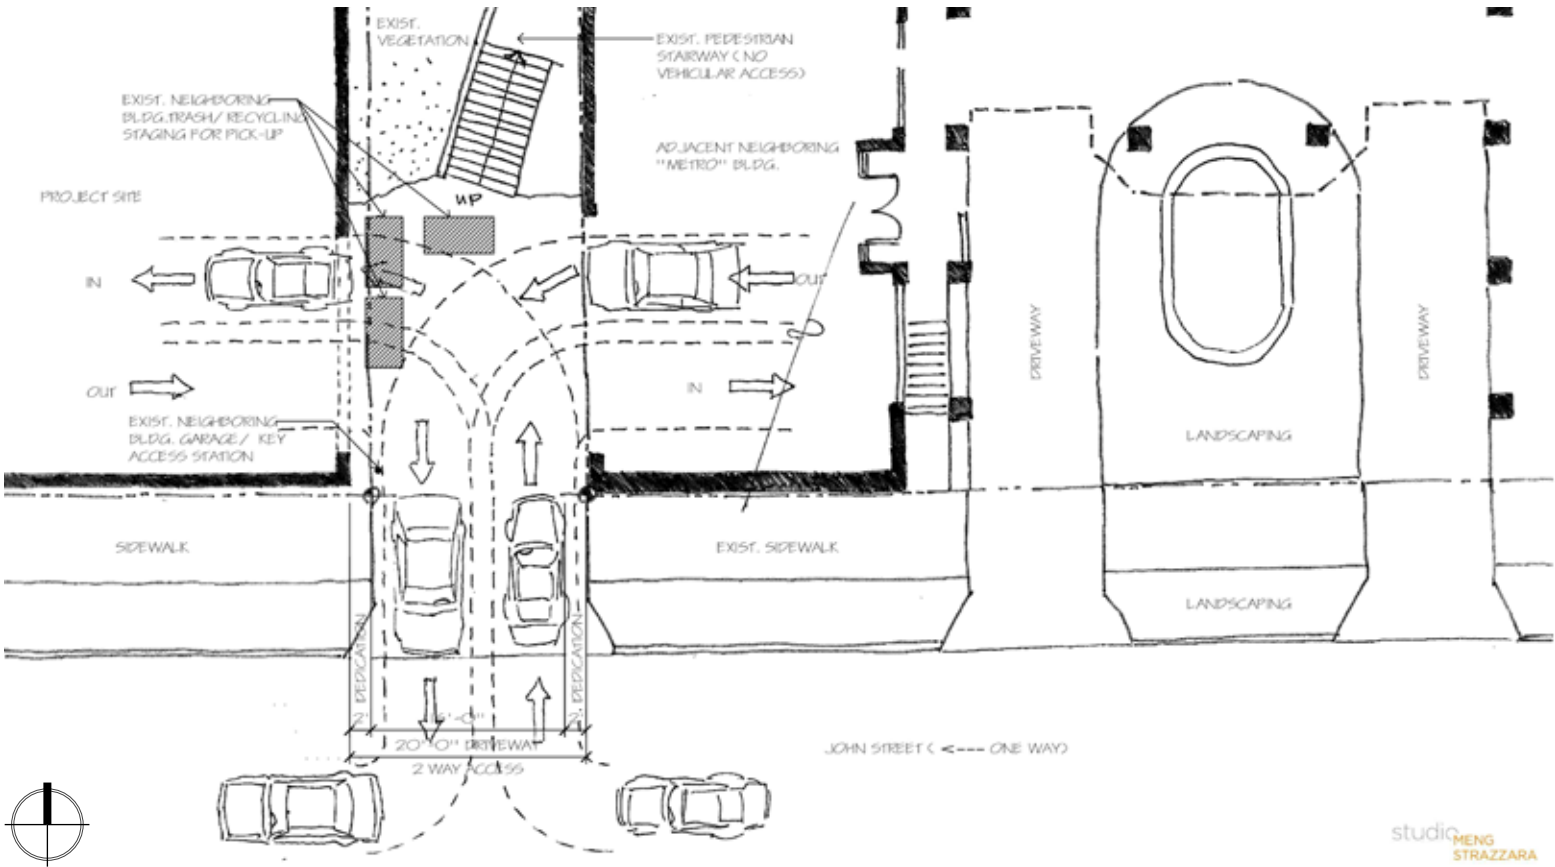 EXIST.
VEGETATION
EXIST. PEDESTRIAN
STAIRWAY (NO
VEHICULAR ACCESS)
EXIST. NEIGHBORING
BLDG. TRASH/ RECYCLING
STAGING FOR PICK-UP
ADJACENT NEIGHBORING
"METRO" BLDG.
PROJECT SITE
UP
IN
OUT
OUT
IN
DRIVEWAY
DRIVEWAY
EXIST. NEIGHBORING
BLDG. GARAGE/ KEY
ACCESS STATION
LANDSCAPING
SIDEWALK
EXIST. SIDEWALK
LANDSCAPING
DEDICATION
DEDICATION
2'
2'
20'-0" DRIVEWAY
2 WAY ACCESS
JOHN STREET ( <--- ONE WAY)
studio MENG
STRAZZARA